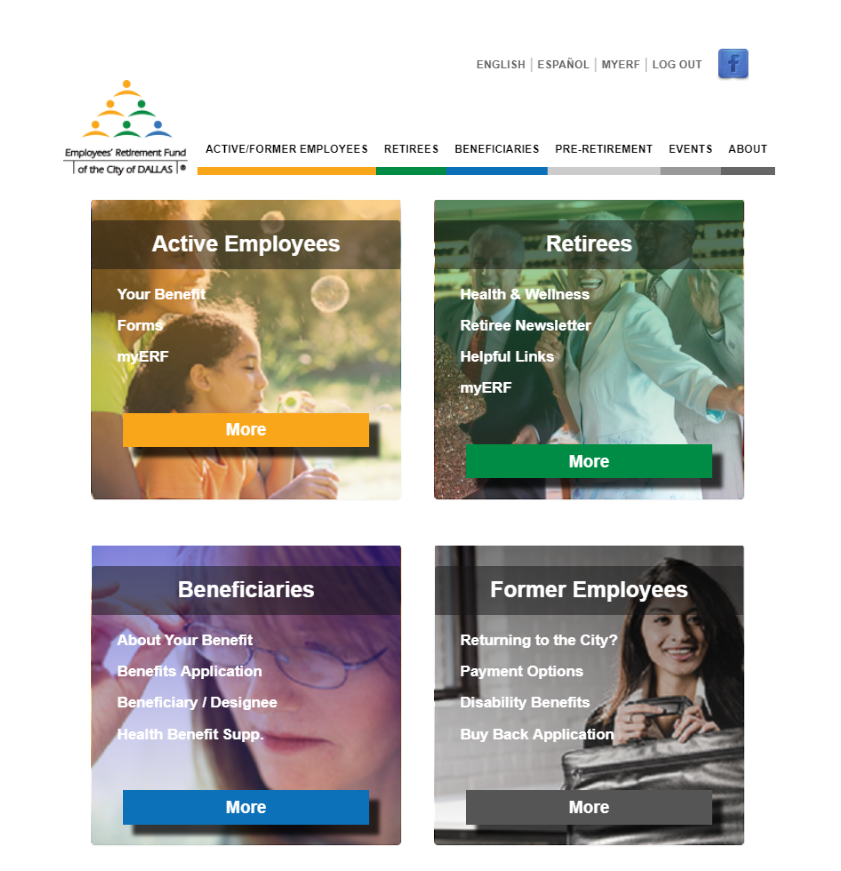 ENGLISH | ESPAÑOL | MYERF | LOG OUT
f
Employees' Retirement Fund
of the City of DALLAS ®
ACTIVE/FORMER EMPLOYEES RETIREES BENEFICIARIES PRE-RETIREMENT EVENTS ABOUT
Active Employees
Your Benefit
Forms
myERF
More
Retirees
Health & Wellness
Retiree Newsletter
Helpful Links
myERF
More
Beneficiaries
About Your Benefit
Benefits Application
Beneficiary / Designee
Health Benefit Supp.
More
Former Employees
Returning to the City?
Payment Options
Disability Benefits
Buy Back Application
More